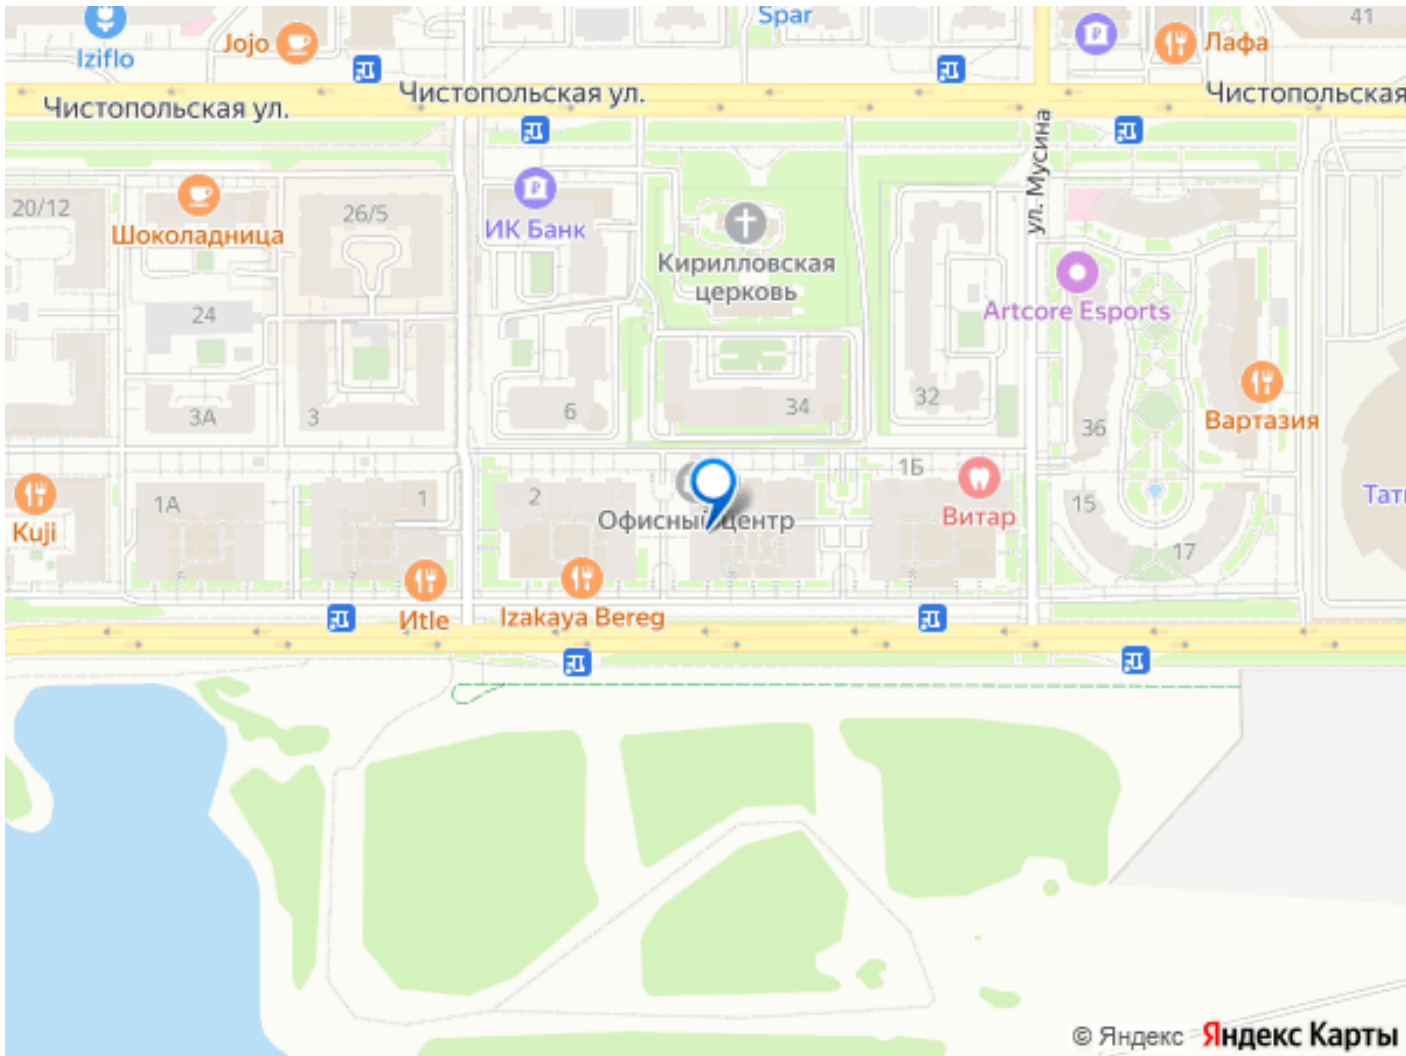 Spar
41
Iziflo
Jojo
Лафа
Чистопольская ул.
Чистопольская ул.
Чистопольская
ул. Мусина
20/12
Шоколадница
26/5
ИК Банк
Кирилловская
церковь
Artcore Esports
24
3А
3
6
34
32
36
Вартазия
Kuji
1А
1
2
Офисный центр
1Б
Витар
15
17
Тат
Итle
Izakaya Bereg
© Яндекс Яндекс Карты